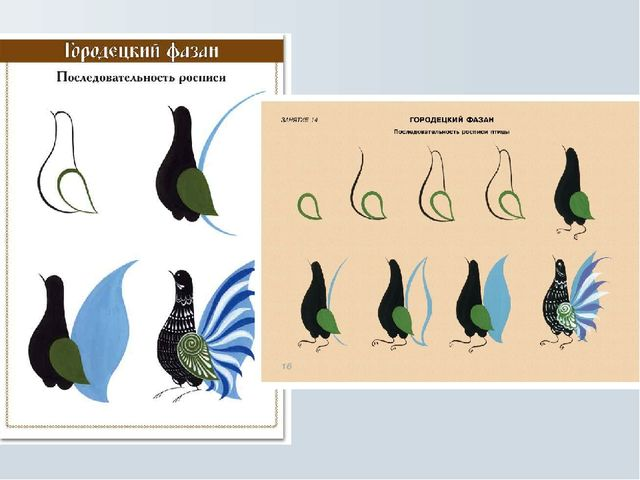 Городецкий фазан
Последовательность росписи
ЗАНЯТИЕ 14
ГОРОДЕЦКИЙ ФАЗАН
Последовательность росписи птицы
16